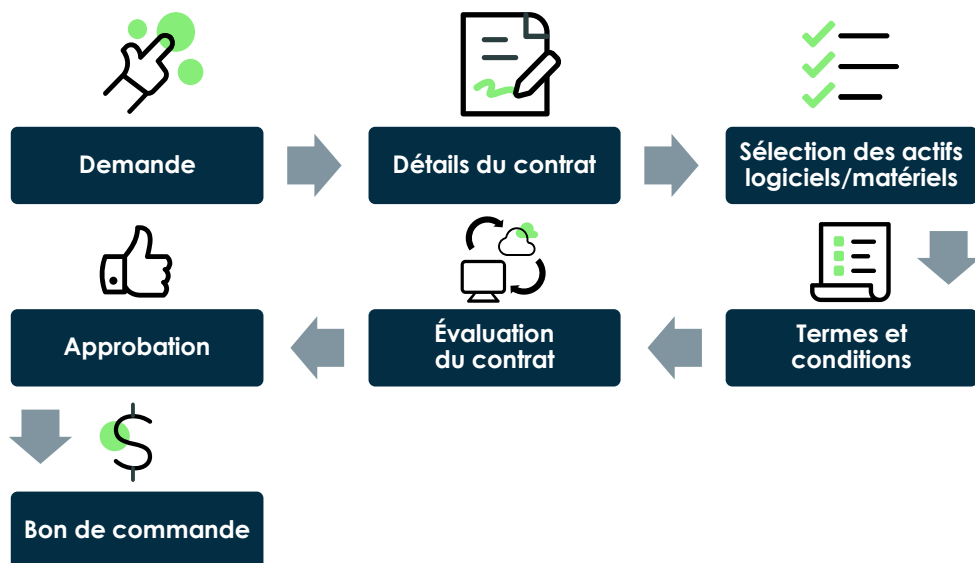 Demande
Détails du contrat
Sélection des actifs
logiciels/matériels
Termes et
conditions
Évaluation
du contrat
Approbation
Bon de commande